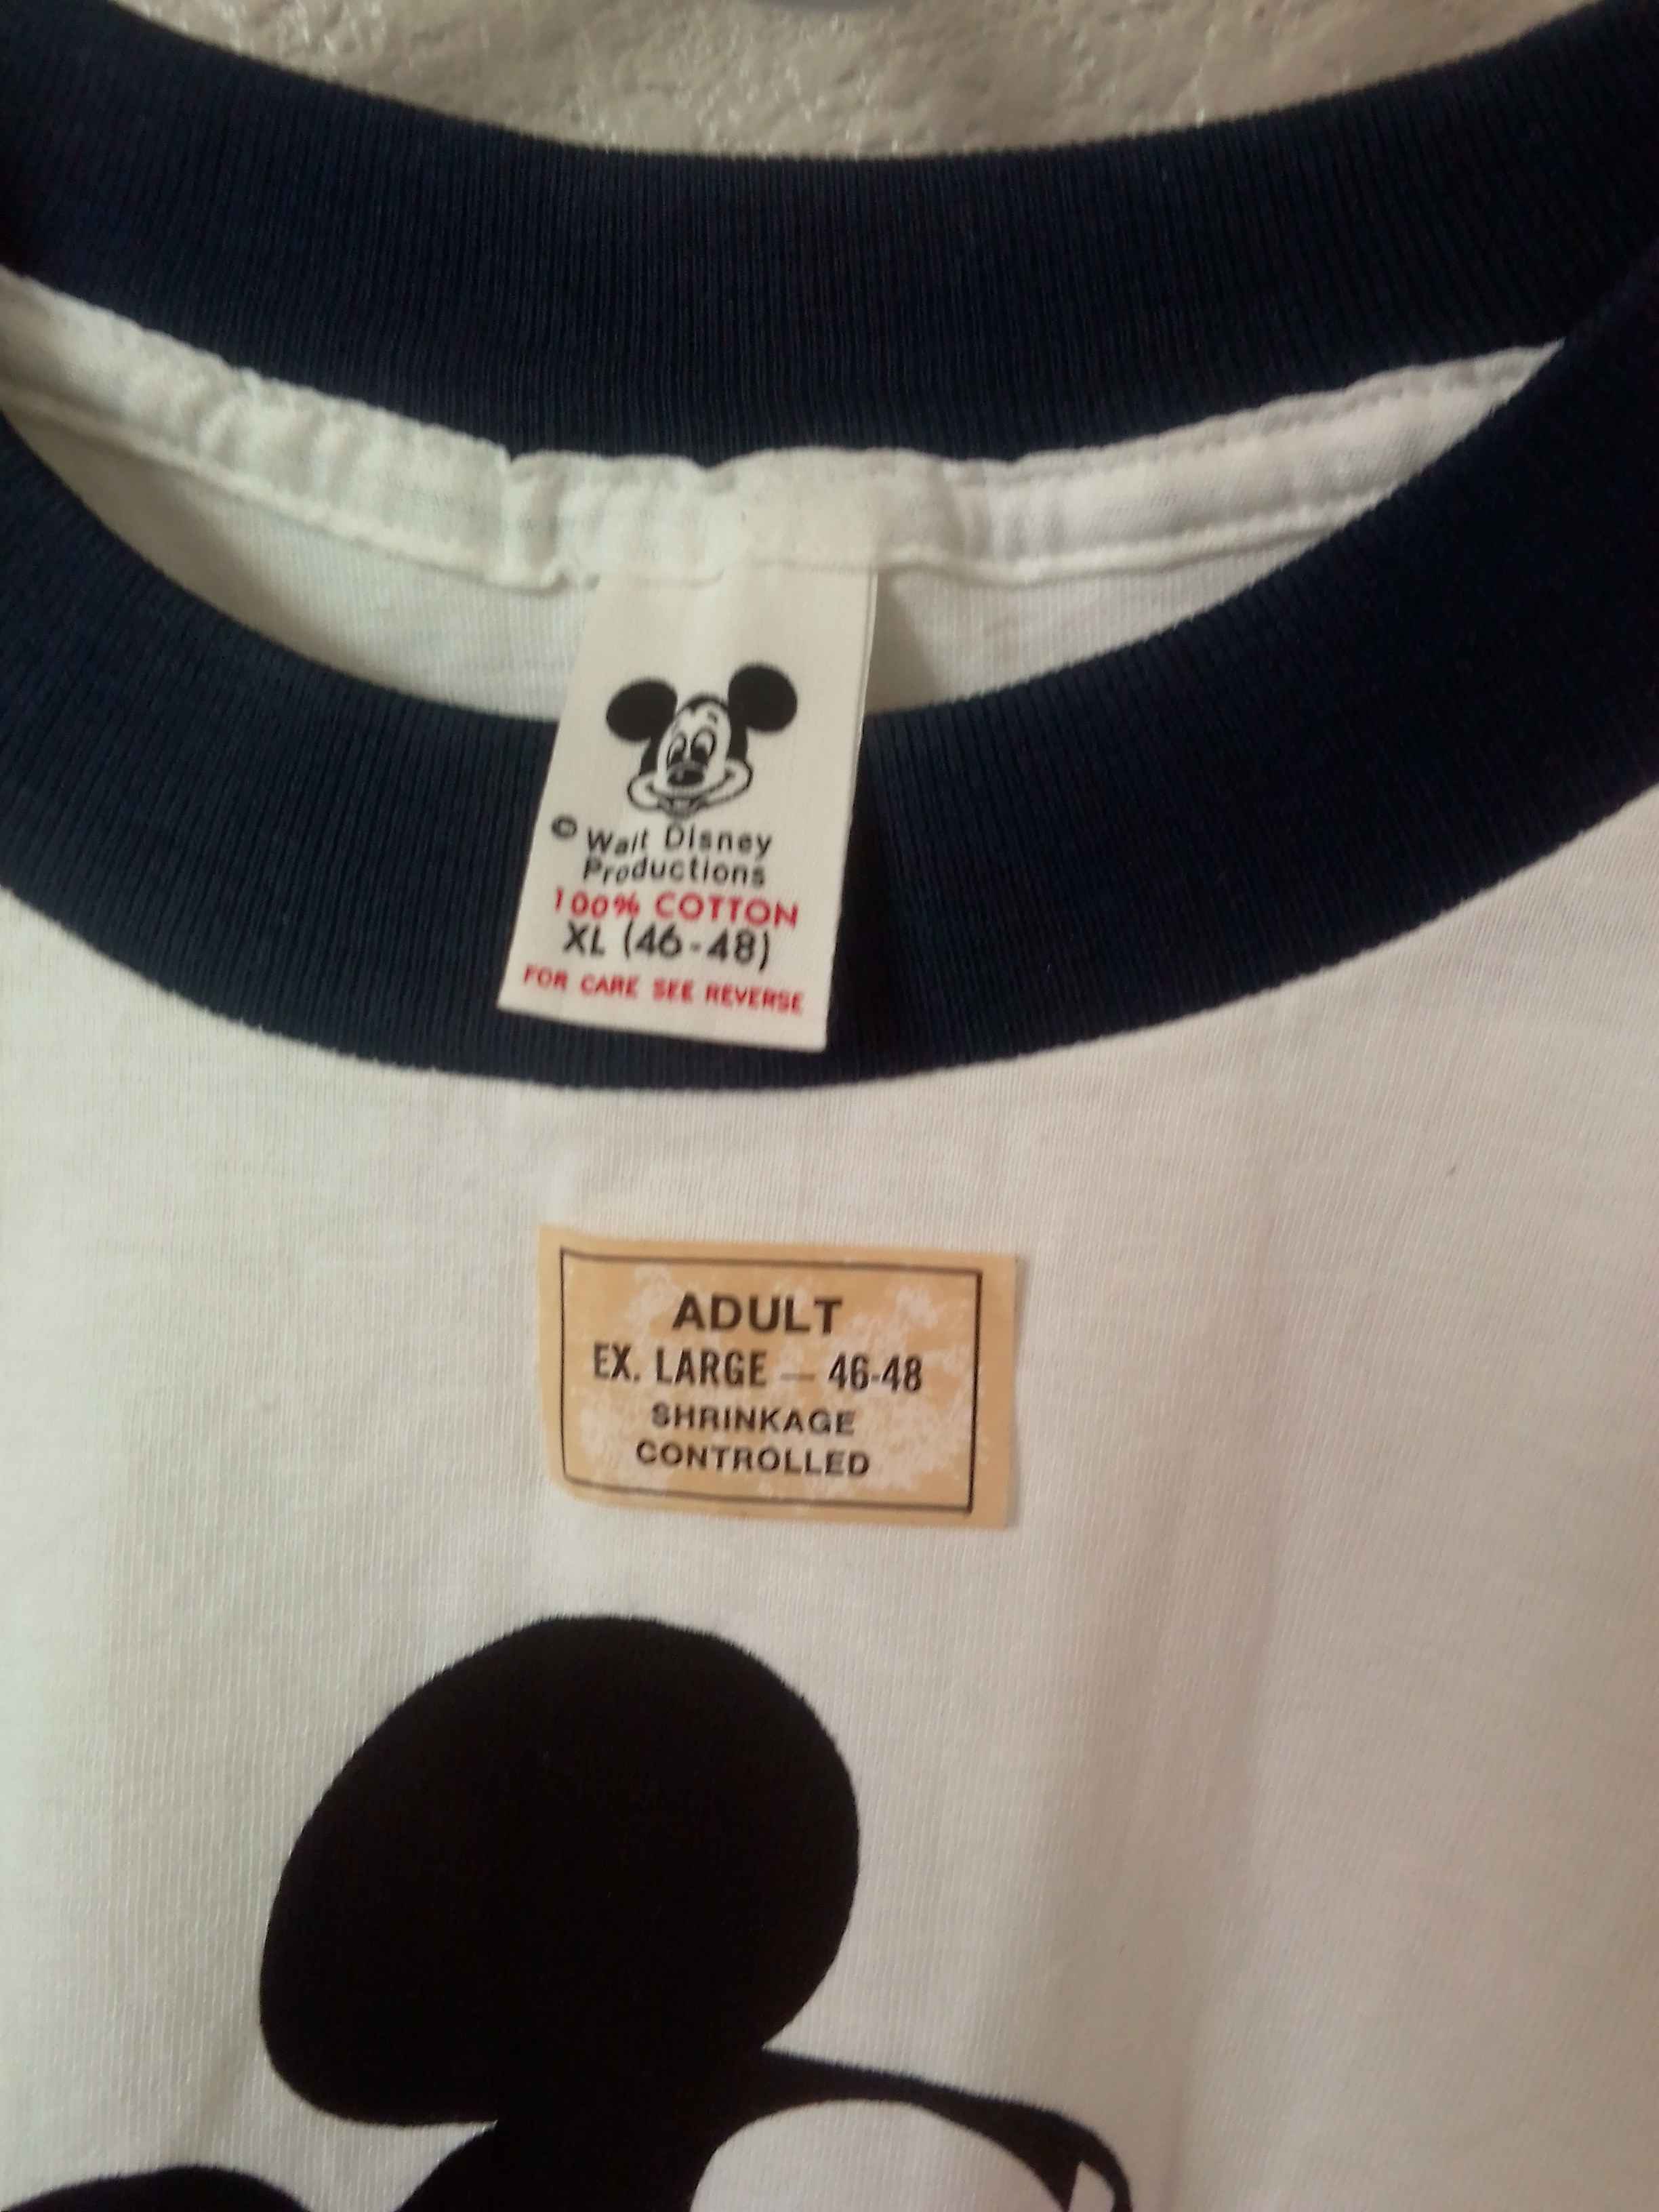 © Walt Disney
Productions
100% COTTON
XL (46-48)
FOR CARE SEE REVERSE
ADULT
EX. LARGE — 46-48
SHRINKAGE
CONTROLLED